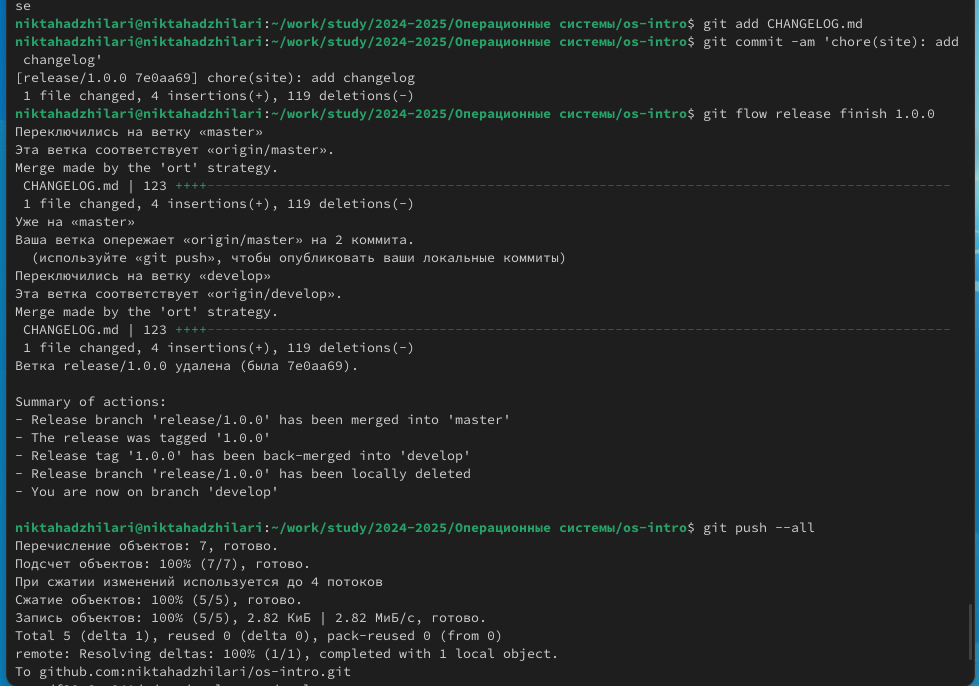 se
niktahadzhilari@niktahadzhilari:~/work/study/2024-2025/Операционные системы/os-intro$ git add CHANGELOG.md
niktahadzhilari@niktahadzhilari:~/work/study/2024-2025/Операционные системы/os-intro$ git commit -am 'chore(site): add
 changelog'
[release/1.0.0 7e0aa69] chore(site): add changelog
 1 file changed, 4 insertions(+), 119 deletions(-)
niktahadzhilari@niktahadzhilari:~/work/study/2024-2025/Операционные системы/os-intro$ git flow release finish 1.0.0
Переключились на ветку «master»
Эта ветка соответствует «origin/master».
Merge made by the 'ort' strategy.
 CHANGELOG.md | 123 ++++---------------------------------------------------------------------------------------------
 1 file changed, 4 insertions(+), 119 deletions(-)
Уже на «master»
Ваша ветка опережает «origin/master» на 2 коммита.
  (используйте «git push», чтобы опубликовать ваши локальные коммиты)
Переключились на ветку «develop»
Эта ветка соответствует «origin/develop».
Merge made by the 'ort' strategy.
 CHANGELOG.md | 123 ++++---------------------------------------------------------------------------------------------
 1 file changed, 4 insertions(+), 119 deletions(-)
Ветка release/1.0.0 удалена (была 7e0aa69).
Summary of actions:
- Release branch 'release/1.0.0' has been merged into 'master'
- The release was tagged '1.0.0'
- Release tag '1.0.0' has been back-merged into 'develop'
- Release branch 'release/1.0.0' has been locally deleted
- You are now on branch 'develop'
niktahadzhilari@niktahadzhilari:~/work/study/2024-2025/Операционные системы/os-intro$ git push --all
Перечисление объектов: 7, готово.
Подсчет объектов: 100% (7/7), готово.
При сжатии изменений используется до 4 потоков
Сжатие объектов: 100% (5/5), готово.
Запись объектов: 100% (5/5), 2.82 КиБ | 2.82 МиБ/с, готово.
Total 5 (delta 1), reused 0 (delta 0), pack-reused 0 (from 0)
remote: Resolving deltas: 100% (1/1), completed with 1 local object.
To github.com:niktahadzhilari/os-intro.git